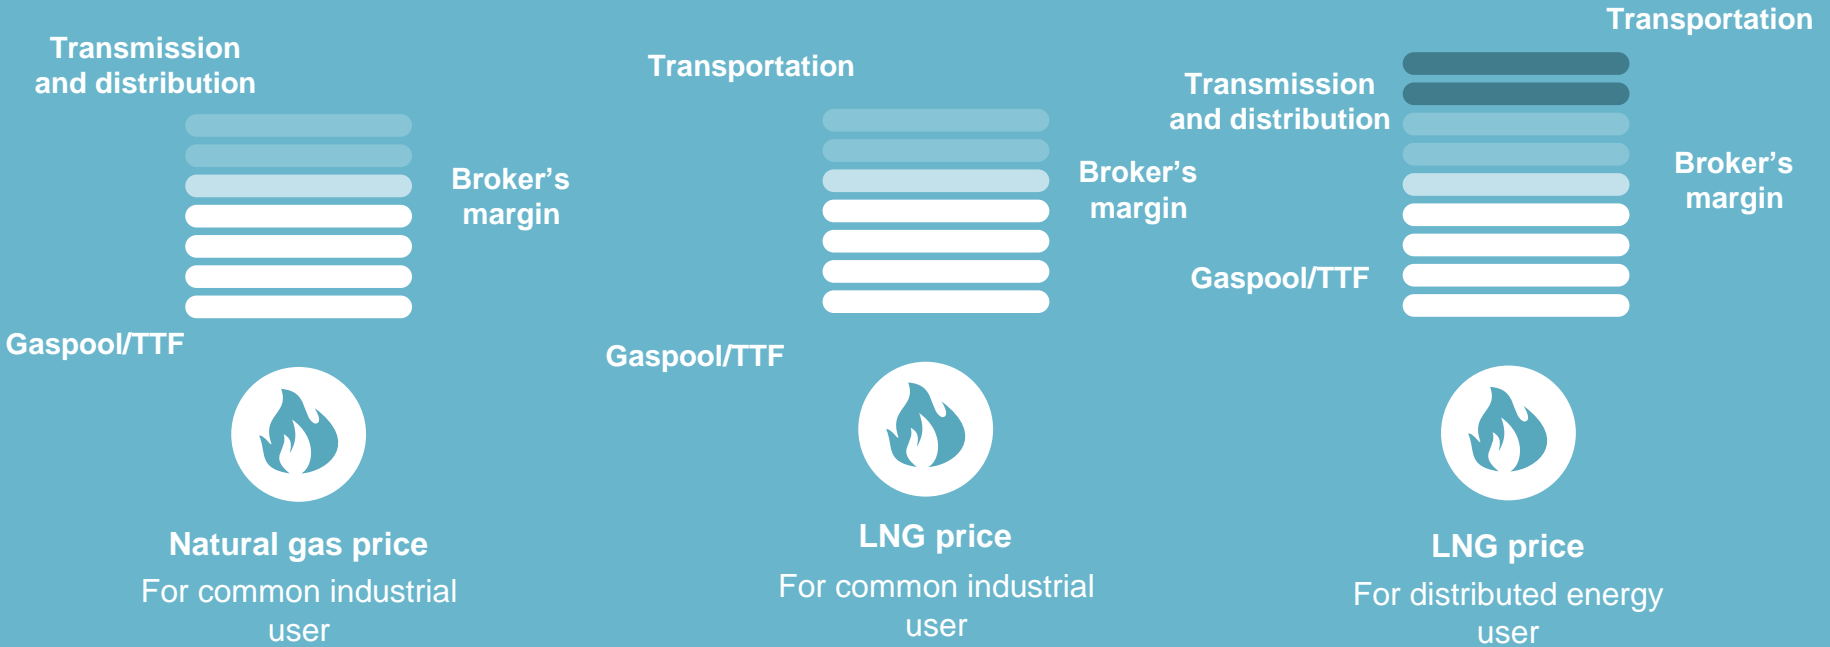 Transmission
and distribution
Broker’s
margin
Gaspool/TTF
Natural gas price
For common industrial
user
Transportation
Broker’s
margin
Gaspool/TTF
LNG price
For common industrial
user
Transportation
Transmission
and distribution
Broker’s
margin
Gaspool/TTF
LNG price
For distributed energy
user